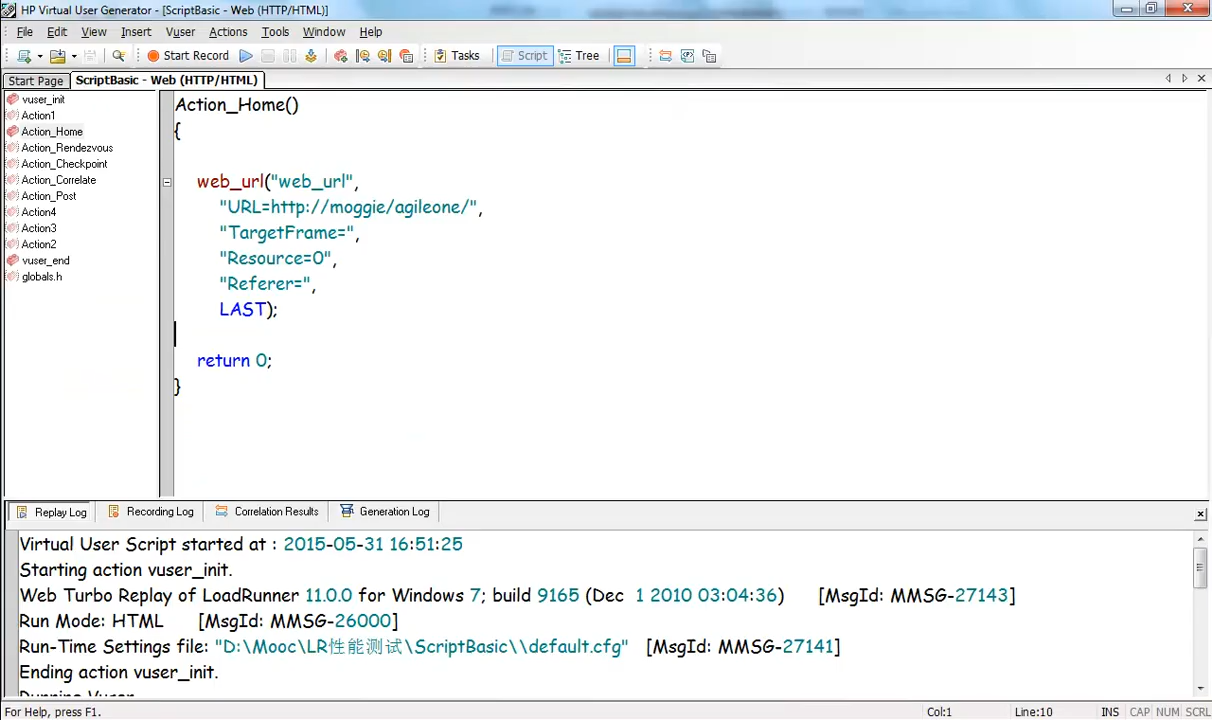 HP Virtual User Generator - [ScriptBasic - Web (HTTP/HTML)]
File Edit View Insert Vuser Actions Tools Window Help
Start Record Tasks Script Tree
Start Page ScriptBasic - Web (HTTP/HTML)
vuser_init
Action1
Action_Home
Action_Rendezvous
Action_Checkpoint
Action_Correlate
Action_Post
Action4
Action3
Action2
vuser_end
globals.h
Action_Home()
{
web_url("web_url",
"URL=http://moggie/agileone/",
"TargetFrame=",
"Resource=0",
"Referer=",
LAST);
return 0;
}
Replay Log Recording Log Correlation Results Generation Log
Virtual User Script started at : 2015-05-31 16:51:25
Starting action vuser_init.
Web Turbo Replay of LoadRunner 11.0.0 for Windows 7; build 9165 (Dec 1 2010 03:04:36) [MsgId: MMSG-27143]
Run Mode: HTML [MsgId: MMSG-26000]
Run-Time Settings file: "D:\Mooc\LR性能测试\ScriptBasic\\default.cfg" [MsgId: MMSG-27141]
Ending action vuser_init.
Running Vuser
For Help, press F1. Col:1 Line:10 INS CAP NUM SCRL